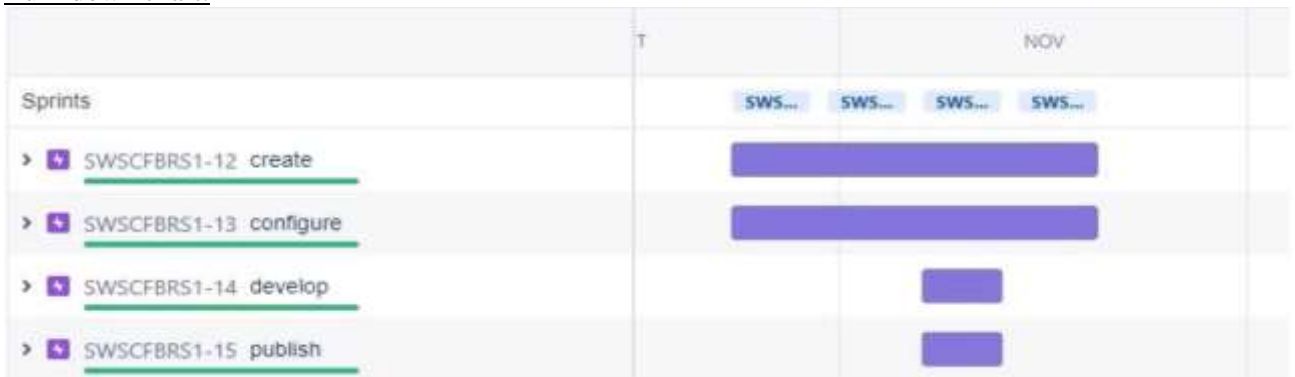 T NOV
Sprints SWS... SWS... SWS... SWS...
SWSCFBRS1-12 create
SWSCFBRS1-13 configure
SWSCFBRS1-14 develop
SWSCFBRS1-15 publish